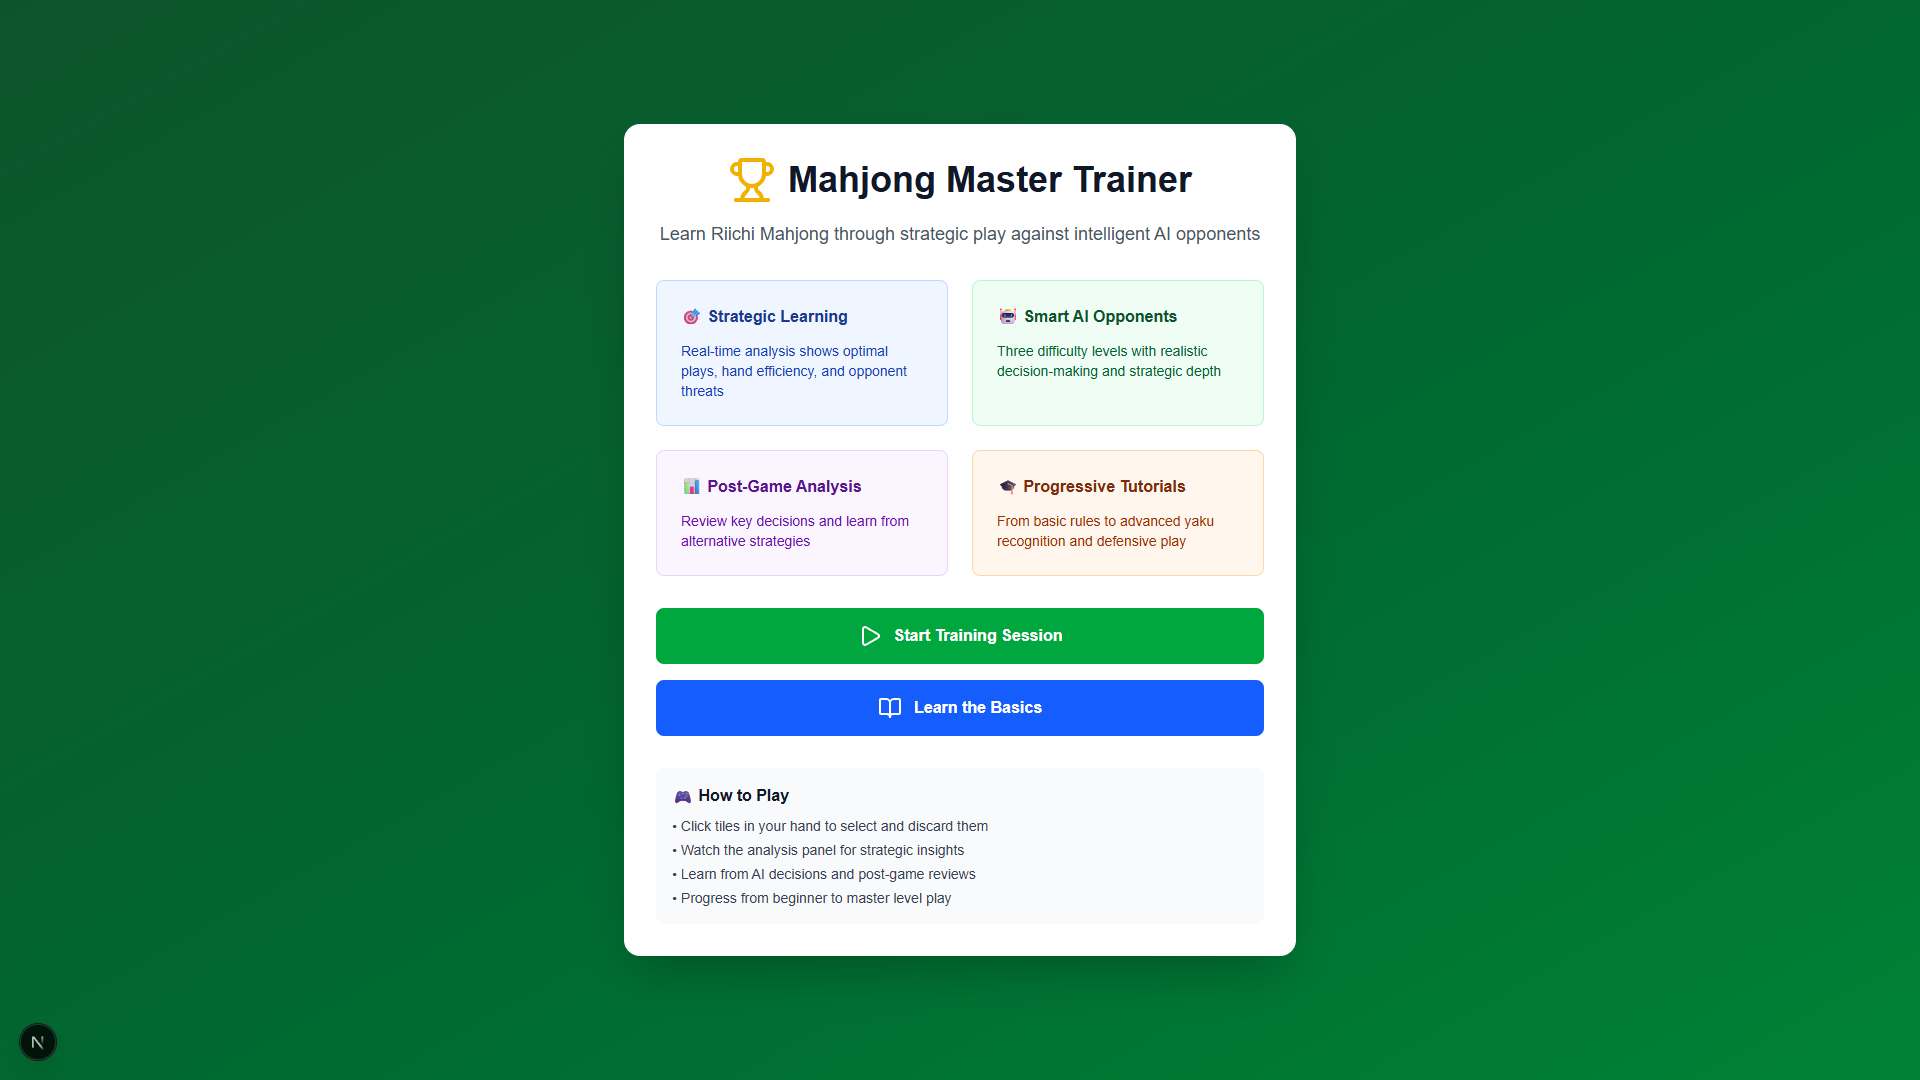 Mahjong Master Trainer
Learn Riichi Mahjong through strategic play against intelligent AI opponents
Strategic Learning
Real-time analysis shows optimal
plays, hand efficiency, and opponent
threats
Smart AI Opponents
Three difficulty levels with realistic
decision-making and strategic depth
Post-Game Analysis
Review key decisions and learn from
alternative strategies
Progressive Tutorials
From basic rules to advanced yaku
recognition and defensive play
Start Training Session
Learn the Basics
How to Play
• Click tiles in your hand to select and discard them
• Watch the analysis panel for strategic insights
• Learn from AI decisions and post-game reviews
• Progress from beginner to master level play
N